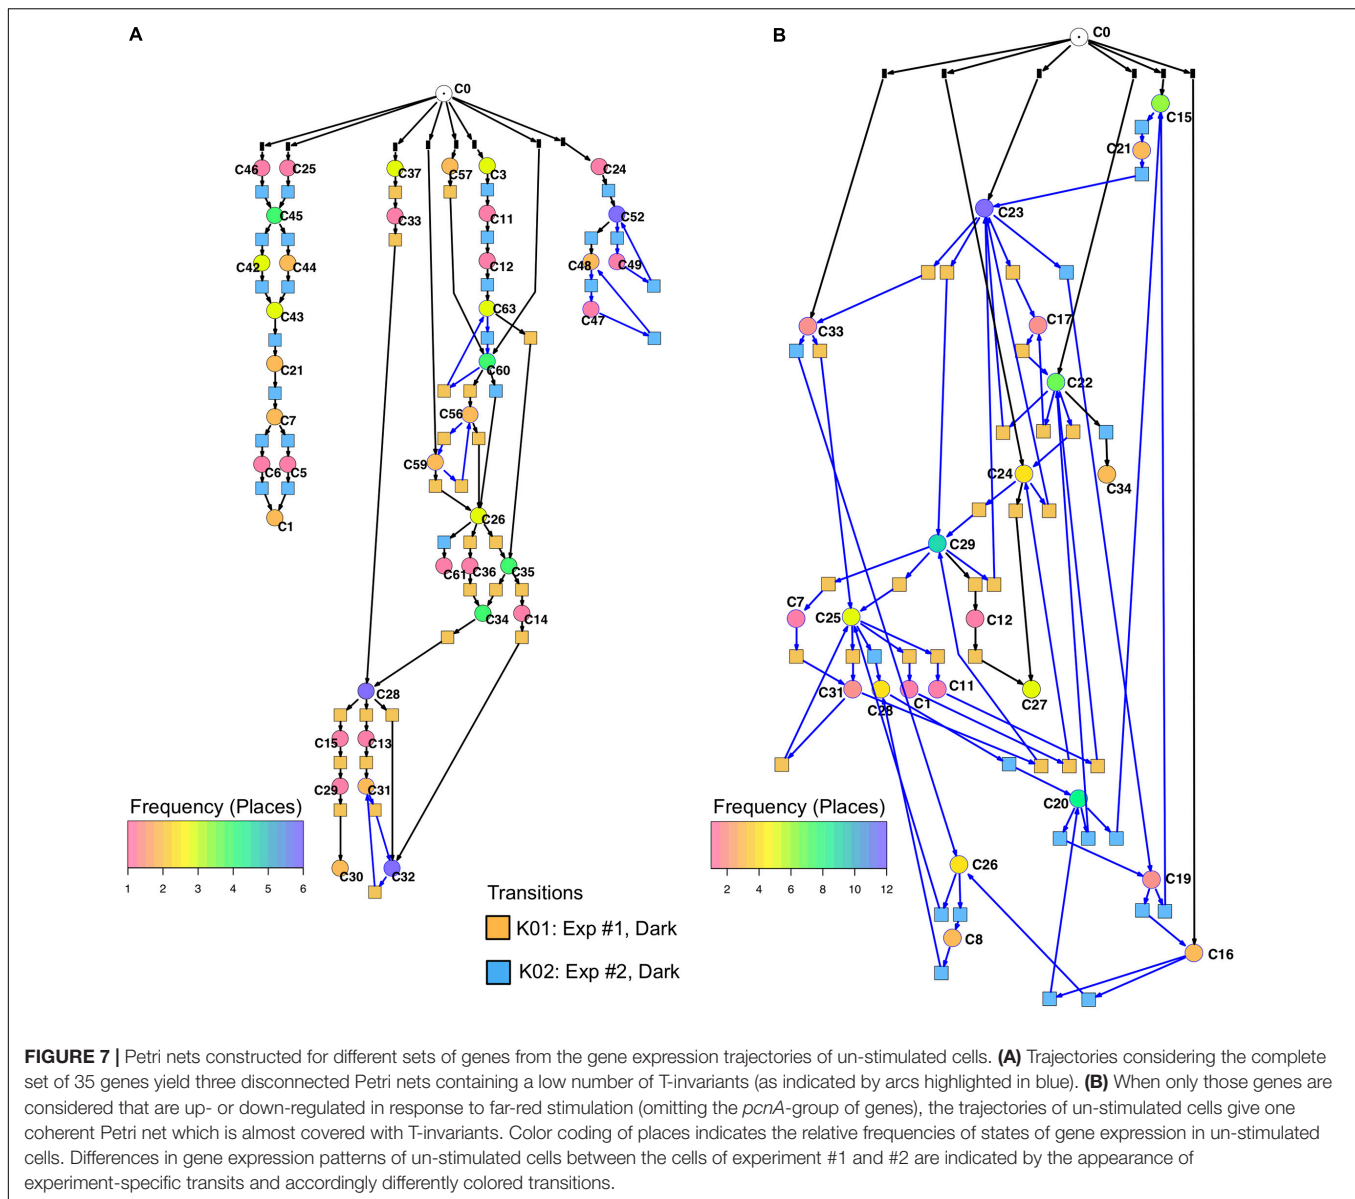 A
B
C0
C0
C15
C21
C46
C25
C37
C57
C3
C24
C45
C33
C11
C52
C23
C42
C44
C12
C48
C49
C43
C63
C47
C33
C17
C21
C60
C22
C7
C56
C6
C5
C59
C24
C34
C1
C26
C29
C61
C36
C35
C7
C25
C12
C34
C14
C28
C31
C28
C1
C11
C27
C15
C13
C29
C31
C20
Frequency (Places)
Frequency (Places)
C30
C32
C26
C19
1 2 3 4 5 6
2 4 6 8 10 12
Transitions
K01: Exp #1, Dark
C8
C16
K02: Exp #2, Dark
FIGURE 7 | Petri nets constructed for different sets of genes from the gene expression trajectories of un-stimulated cells. (A) Trajectories considering the complete
set of 35 genes yield three disconnected Petri nets containing a low number of T-invariants (as indicated by arcs highlighted in blue). (B) When only those genes are
considered that are up- or down-regulated in response to far-red stimulation (omitting the pcnA-group of genes), the trajectories of un-stimulated cells give one
coherent Petri net which is almost covered with T-invariants. Color coding of places indicates the relative frequencies of states of gene expression in un-stimulated
cells. Differences in gene expression patterns of un-stimulated cells between the cells of experiment #1 and #2 are indicated by the appearance of
experiment-specific transits and accordingly differently colored transitions.